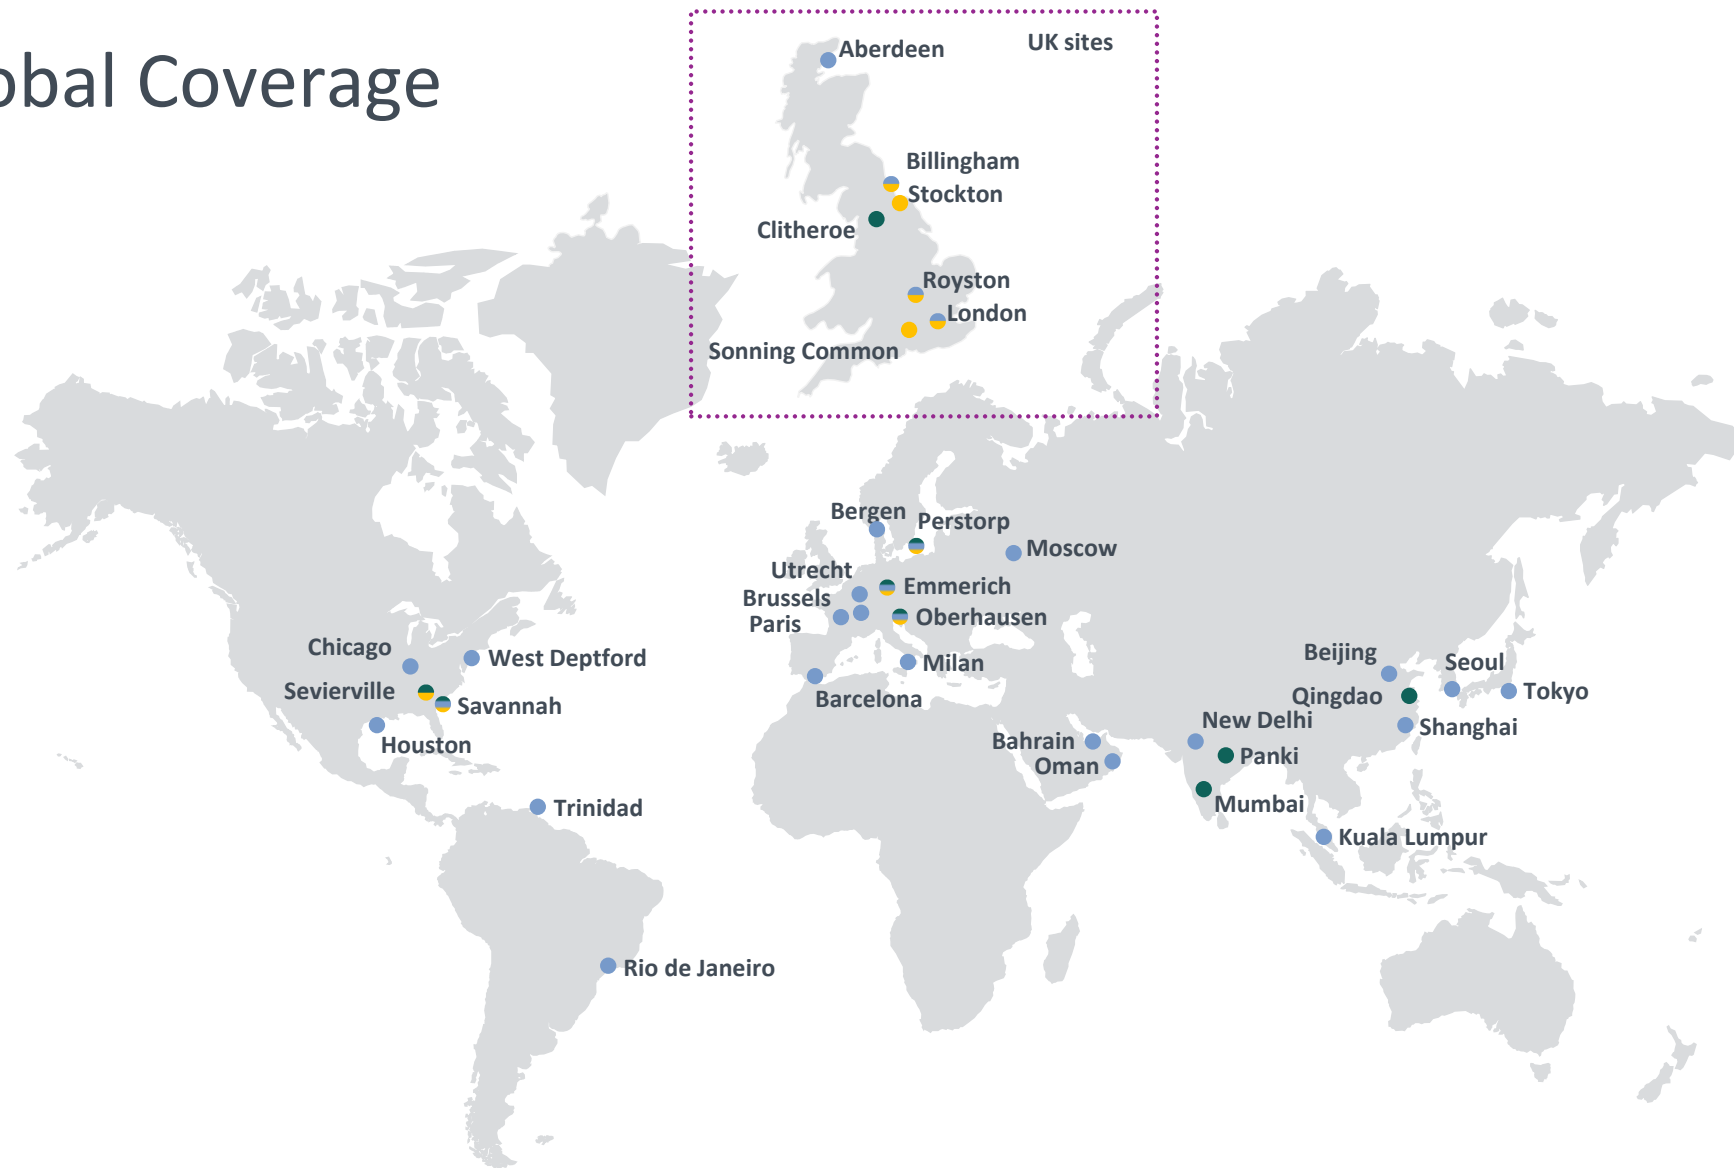 obal Coverage
UK sites
Aberdeen
Billingham
Stockton
Clitheroe
Royston
London
Sonning Common
Bergen
Perstorp
Moscow
Utrecht
Emmerich
Brussels
Oberhausen
Paris
Milan
Barcelona
Chicago
West Deptford
Sevierville
Savannah
Houston
Trinidad
Rio de Janeiro
Beijing
Seoul
Qingdao
Tokyo
New Delhi
Shanghai
Bahrain
Panki
Oman
Mumbai
Kuala Lumpur